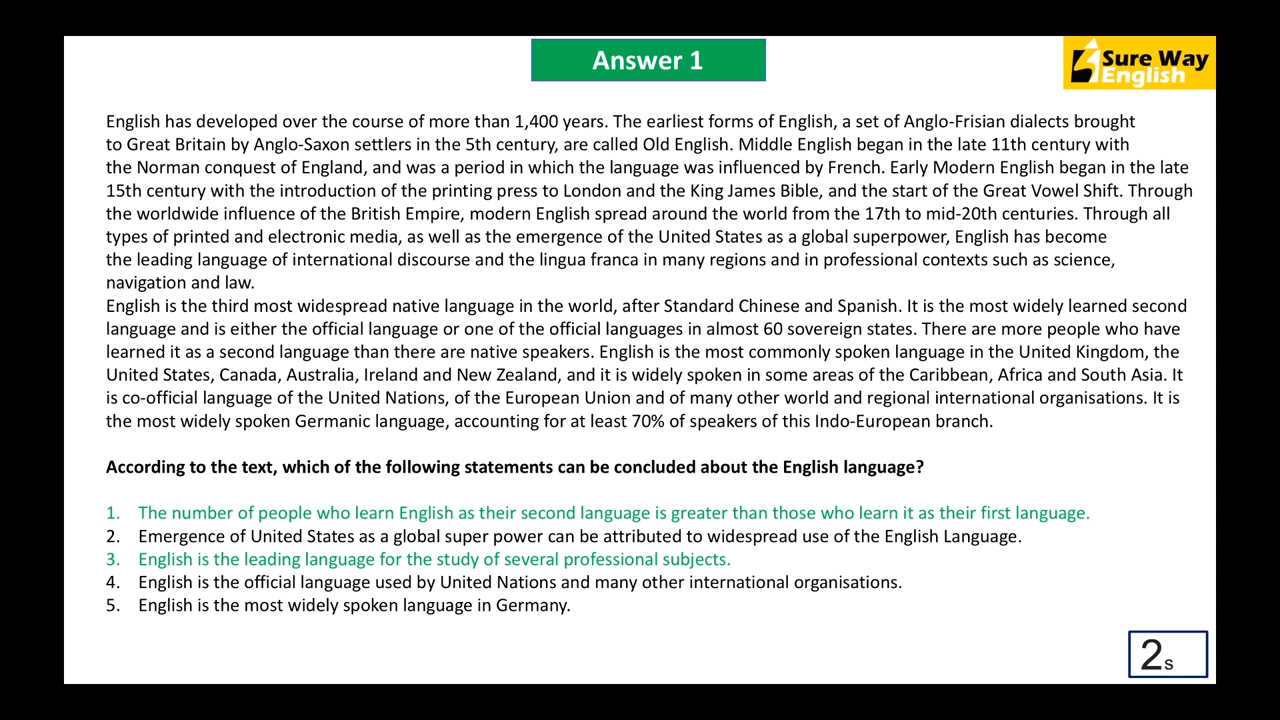 Answer 1
Sure Way
English
English has developed over the course of more than 1,400 years. The earliest forms of English, a set of Anglo-Frisian dialects brought
to Great Britain by Anglo-Saxon settlers in the 5th century, are called Old English. Middle English began in the late 11th century with
the Norman conquest of England, and was a period in which the language was influenced by French. Early Modern English began in the late
15th century with the introduction of the printing press to London and the King James Bible, and the start of the Great Vowel Shift. Through
the worldwide influence of the British Empire, modern English spread around the world from the 17th to mid-20th centuries. Through all
types of printed and electronic media, as well as the emergence of the United States as a global superpower, English has become
the leading language of international discourse and the lingua franca in many regions and in professional contexts such as science,
navigation and law.
English is the third most widespread native language in the world, after Standard Chinese and Spanish. It is the most widely learned second
language and is either the official language or one of the official languages in almost 60 sovereign states. There are more people who have
learned it as a second language than there are native speakers. English is the most commonly spoken language in the United Kingdom, the
United States, Canada, Australia, Ireland and New Zealand, and it is widely spoken in some areas of the Caribbean, Africa and South Asia. It
is co-official language of the United Nations, of the European Union and of many other world and regional international organisations. It is
the most widely spoken Germanic language, accounting for at least 70% of speakers of this Indo-European branch.
According to the text, which of the following statements can be concluded about the English language?
1. The number of people who learn English as their second language is greater than those who learn it as their first language.
2. Emergence of United States as a global super power can be attributed to widespread use of the English Language.
3. English is the leading language for the study of several professional subjects.
4. English is the official language used by United Nations and many other international organisations.
5. English is the most widely spoken language in Germany.
2s